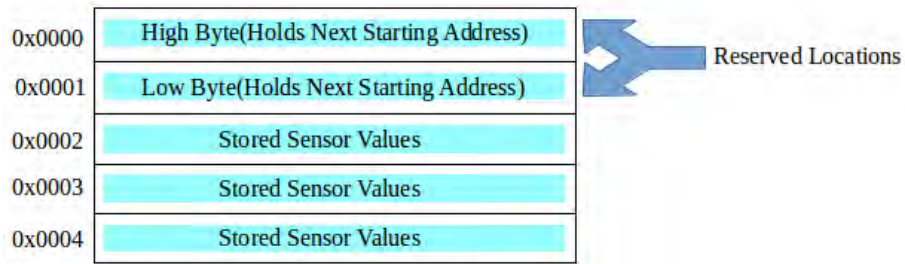 0x0000 High Byte(Holds Next Starting Address)
Reserved Locations
0x0001 Low Byte(Holds Next Starting Address)
0x0002 Stored Sensor Values
0x0003 Stored Sensor Values
0x0004 Stored Sensor Values